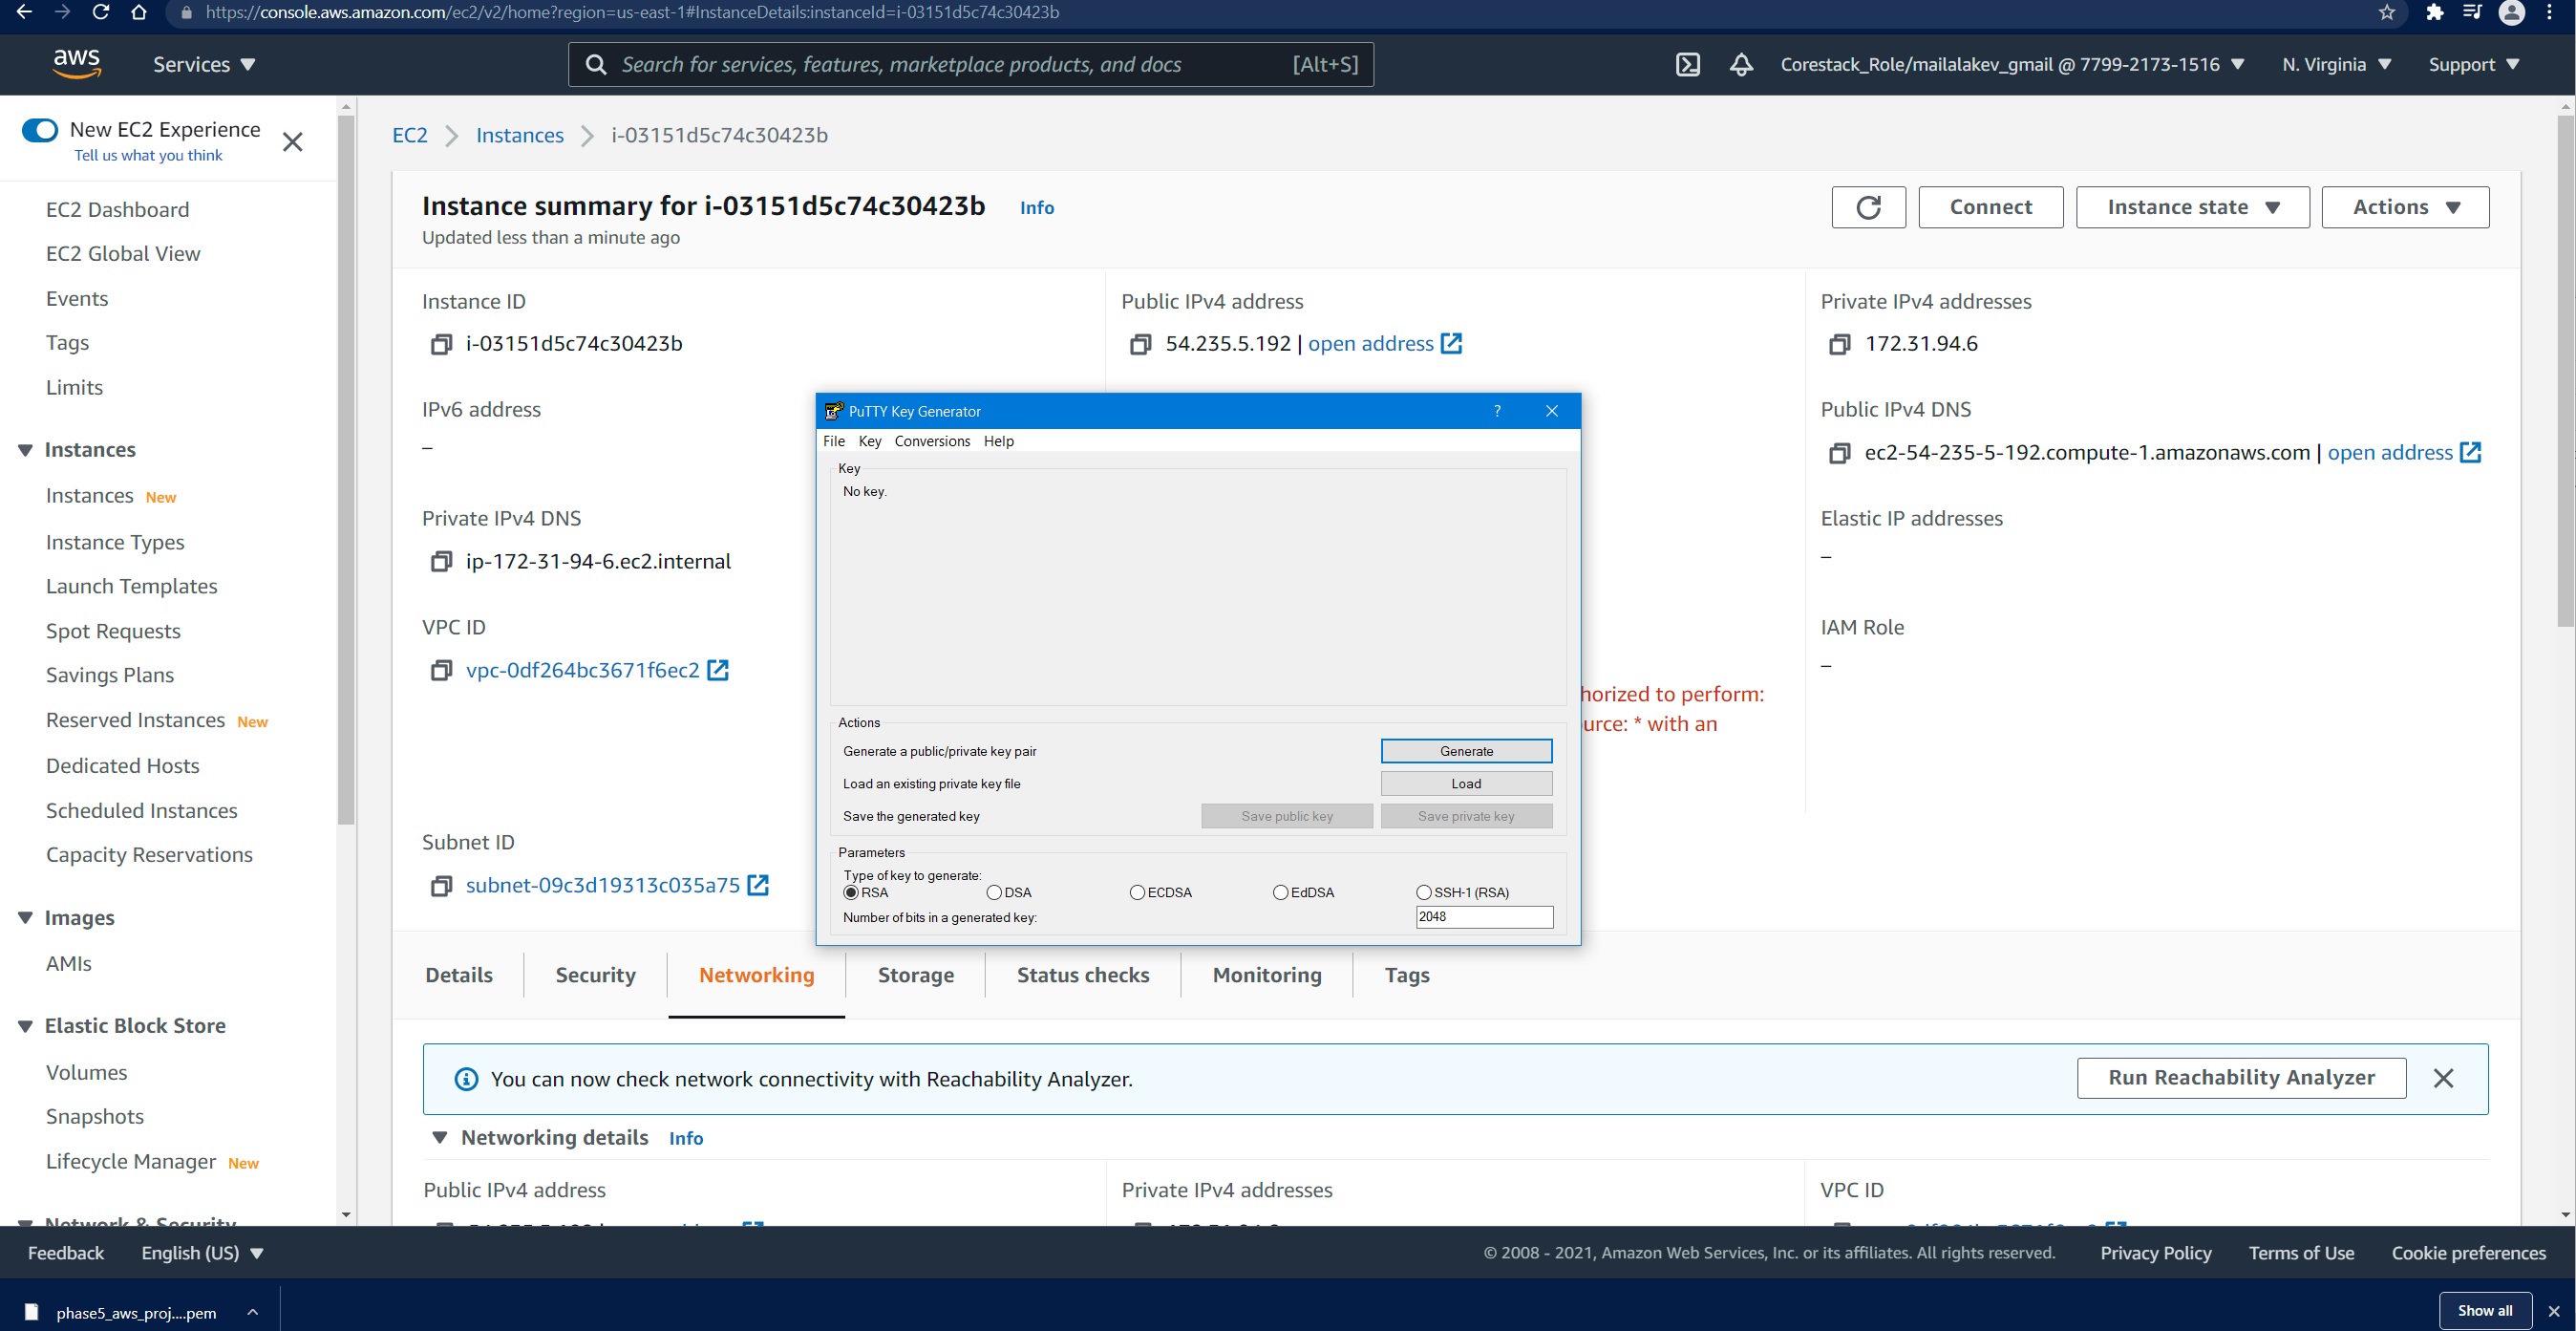 https://console.aws.amazon.com/ec2/v2/home?region=us-east-1#InstanceDetails:instanceId=i-03151d5c74c30423b
aws
Services
Search for services, features, marketplace products, and docs [Alt+S]
Corestack_Role/mailalakev_gmail @ 7799-2173-1516
N. Virginia
Support
New EC2 Experience
Tell us what you think
EC2 Dashboard
EC2 Global View
Events
Tags
Limits
Instances
Instances New
Instance Types
Launch Templates
Spot Requests
Savings Plans
Reserved Instances New
Dedicated Hosts
Scheduled Instances
Capacity Reservations
Images
AMIs
Elastic Block Store
Volumes
Snapshots
Lifecycle Manager New
Network & Security
EC2 > Instances > i-03151d5c74c30423b
Instance summary for i-03151d5c74c30423b Info
Updated less than a minute ago
Connect
Instance state
Actions
Instance ID
i-03151d5c74c30423b
Public IPv4 address
54.235.5.192 | open address
Private IPv4 addresses
172.31.94.6
IPv6 address
–
Public IPv4 DNS
ec2-54-235-5-192.compute-1.amazonaws.com | open address
Private IPv4 DNS
ip-172-31-94-6.ec2.internal
Elastic IP addresses
–
VPC ID
vpc-0df264bc3671f6ec2
IAM Role
–
horized to perform:
urce: * with an
Subnet ID
subnet-09c3d19313c035a75
PuTTY Key Generator
?
File Key Conversions Help
Key
No key.
Actions
Generate a public/private key pair
Generate
Load an existing private key file
Load
Save the generated key
Save public key
Save private key
Parameters
Type of key to generate:
RSA DSA ECDSA EdDSA SSH-1 (RSA)
Number of bits in a generated key:
2048
Details
Security
Networking
Storage
Status checks
Monitoring
Tags
You can now check network connectivity with Reachability Analyzer.
Run Reachability Analyzer
Networking details Info
Public IPv4 address
Private IPv4 addresses
VPC ID
Feedback
English (US)
© 2008 - 2021, Amazon Web Services, Inc. or its affiliates. All rights reserved.
Privacy Policy
Terms of Use
Cookie preferences
phase5_aws_proj....pem
Show all